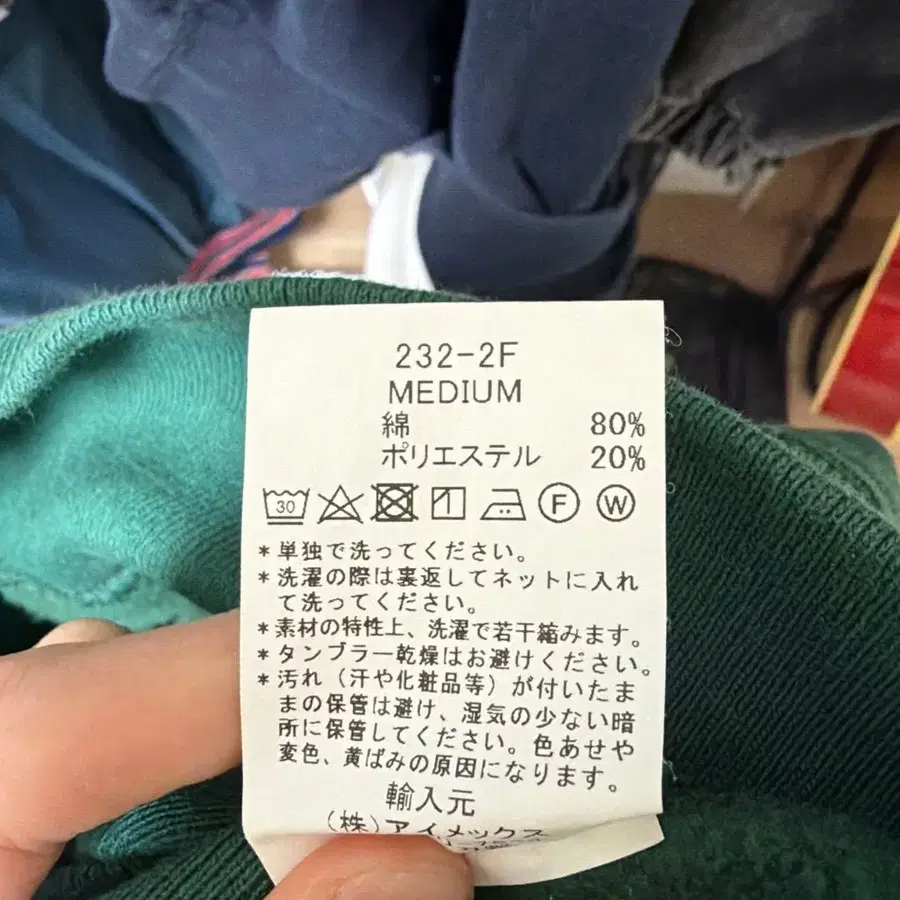 232-2F
MEDIUM
綿 80%
ポリエステル 20%
30 F W
*単独で洗ってください。
*洗濯の際は裏返してネットに入れ
て洗ってください。
*素材の特性上、洗濯で若干縮みます。
*タンブラー乾燥はお避けください。
*汚れ（汗や化粧品等）が付いたま
まの保管は避け、湿気の少ない暗
所に保管してください。色あせや
変色、黄ばみの原因になります。
輸入元
（株）アイメックス